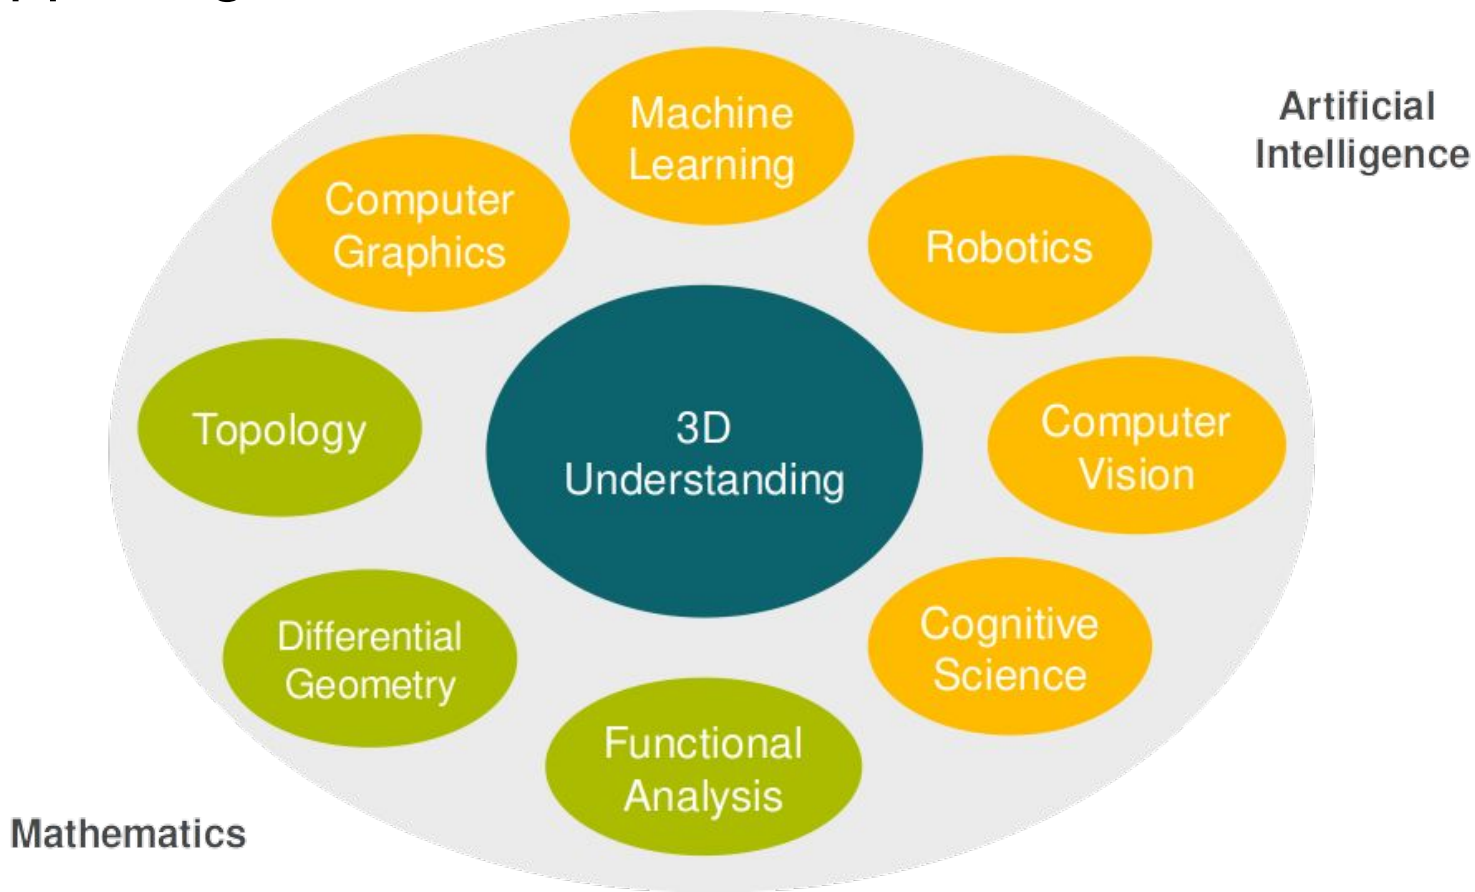 Machine
Learning
Artificial
Intelligence
Computer
Graphics
Robotics
Topology
3D
Understanding
Computer
Vision
Differential
Geometry
Cognitive
Science
Functional
Analysis
Mathematics